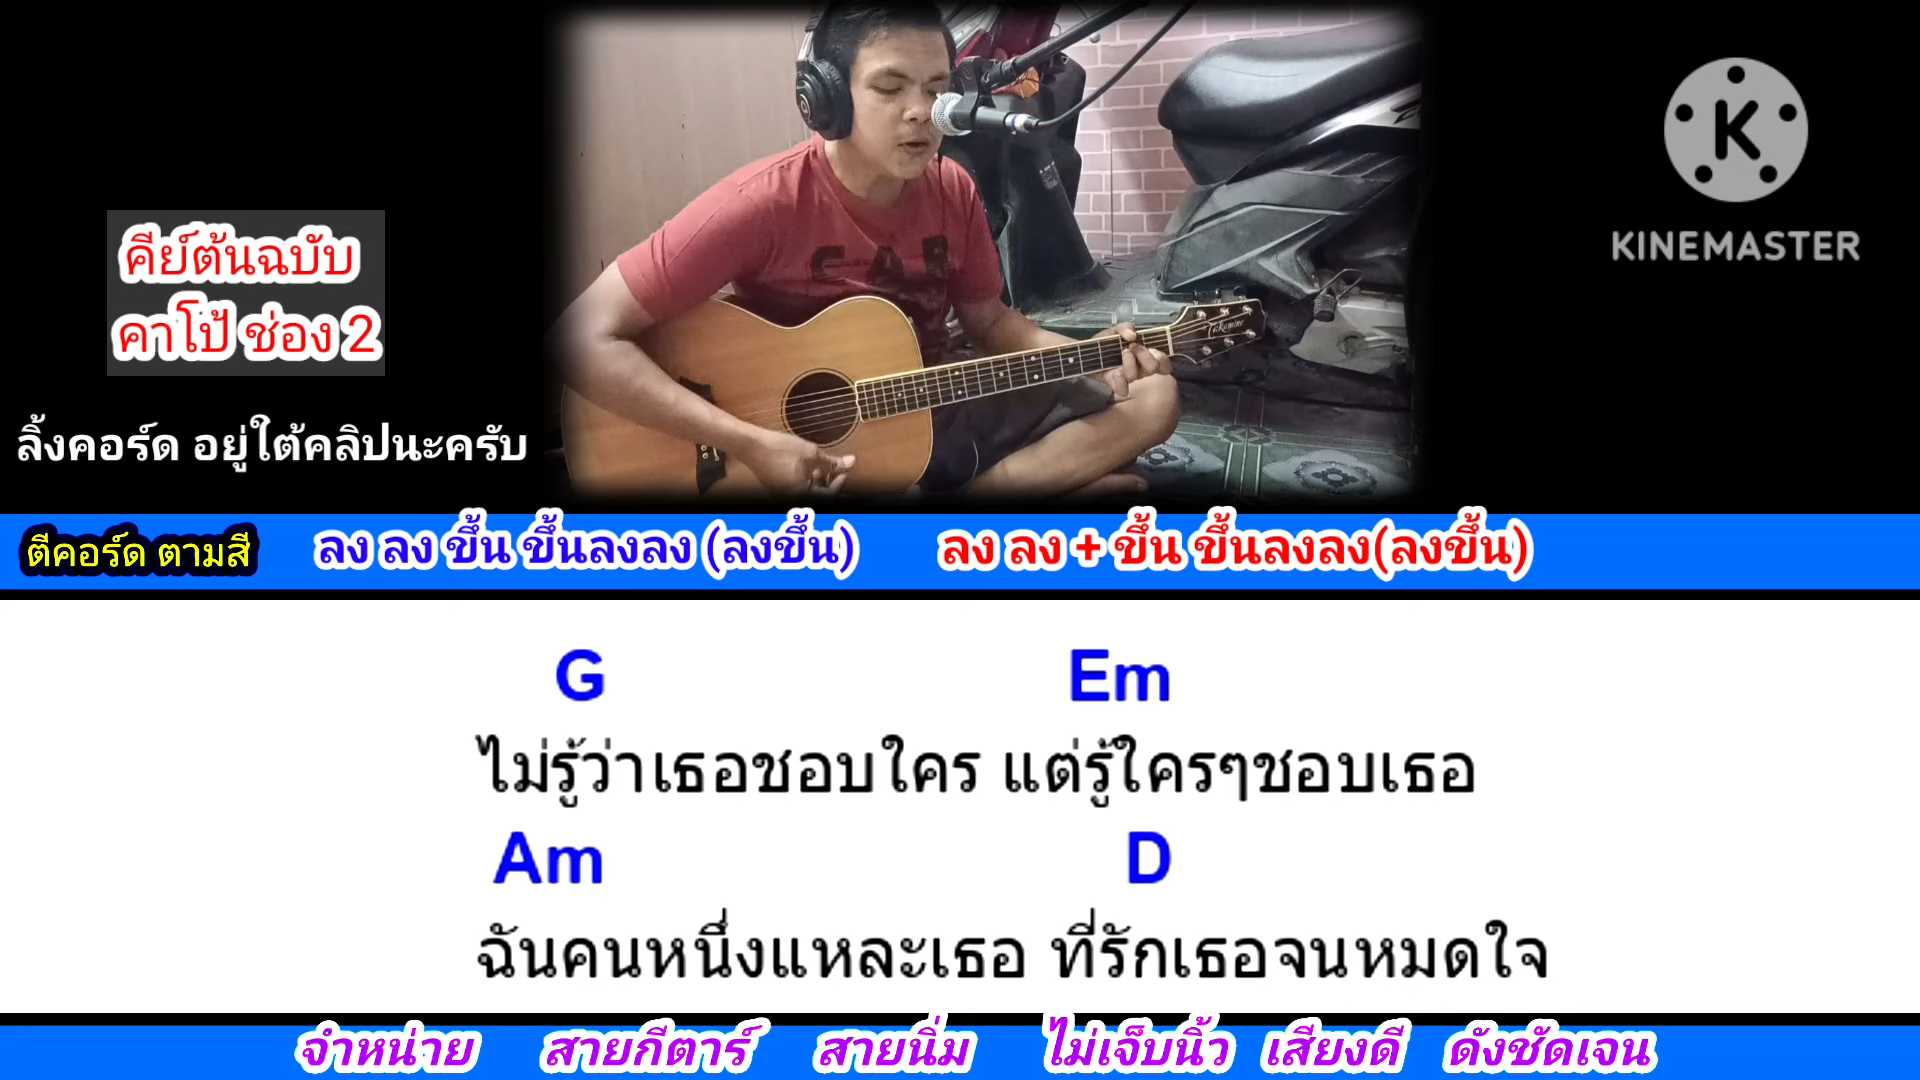 คีย์ต้นฉบับ
คาโป้ ช่อง 2
ลิ้งคอร์ด อยู่ใต้คลิปนะครับ
K
KINEMASTER
GAP
Takamine
ตีคอร์ด ตามสี ลง ลง ขึ้น ขึ้นลงลง (ลงขึ้น) ลง ลง + ขึ้น ขึ้นลงลง(ลงขึ้น)
G Em
ไม่รู้ว่าเธอชอบใคร แต่รู้ใครๆชอบเธอ
Am D
ฉันคนหนึ่งแหละเธอ ที่รักเธอจนหมดใจ
จำหน่าย สายกีตาร์ สายนิ่ม ไม่เจ็บนิ้ว เสียงดี ดังชัดเจน